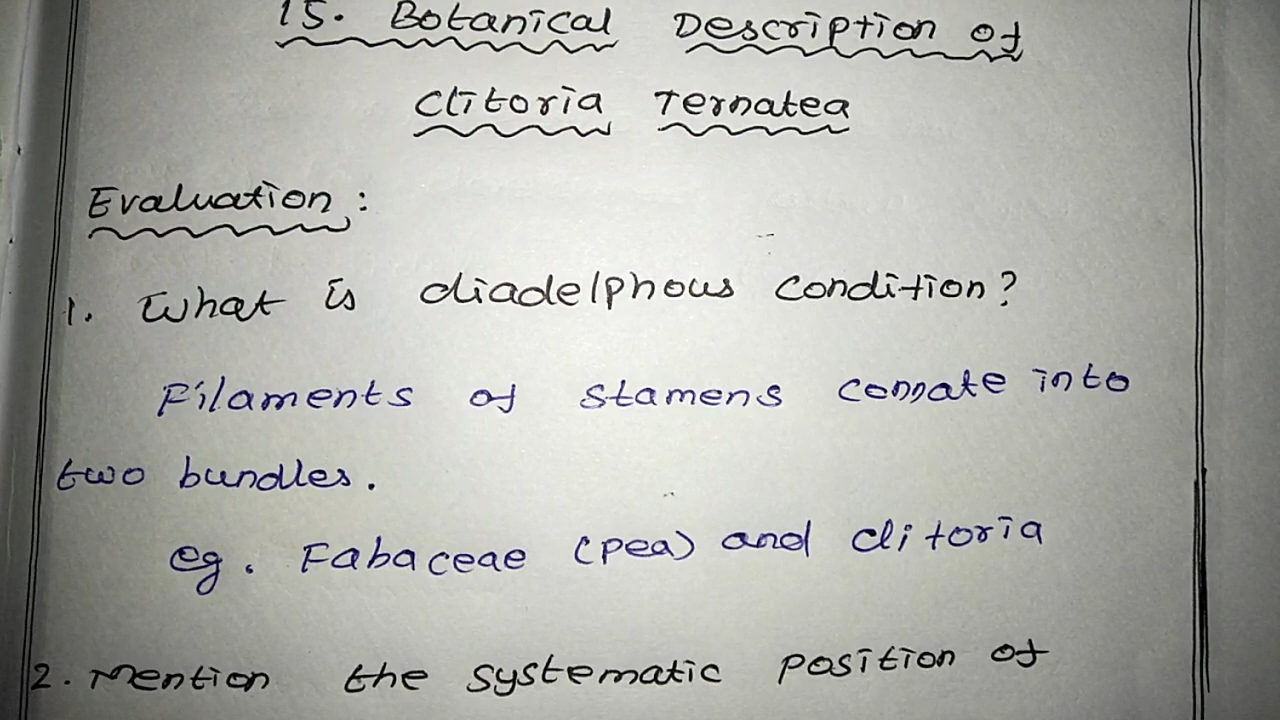 15. Botanical Description of
Clitoria Ternatea
Evaluation :
1. What is diadelphous condition?
Filaments of stamens connate into
two bundles.
eg. Fabaceae (pea) and clitoria
2. Mention the systematic position of